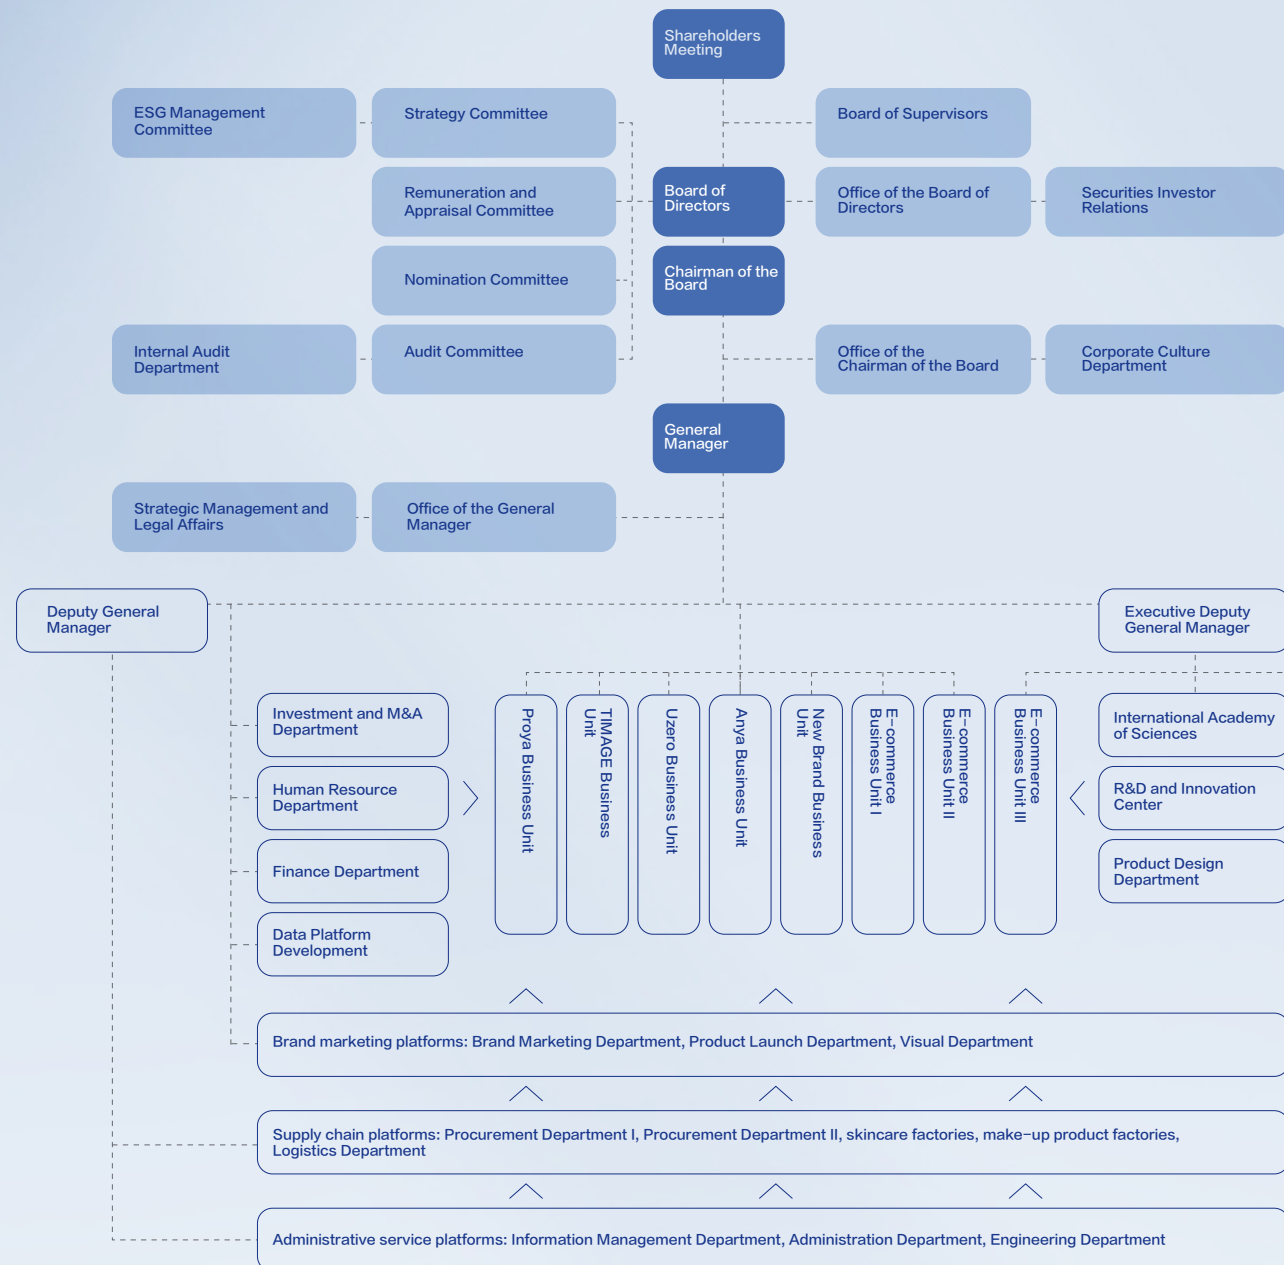 Shareholders
Meeting
ESG Management
Committee
Strategy Committee
Board of Supervisors
Remuneration and
Appraisal Committee
Board of
Directors
Office of the Board of
Directors
Securities Investor
Relations
Nomination Committee
Chairman of the
Board
Internal Audit
Department
Audit Committee
Office of the
Chairman of the Board
Corporate Culture
Department
General
Manager
Strategic Management and
Legal Affairs
Office of the General
Manager
Deputy General
Manager
Executive Deputy
General Manager
Investment and M&A
Department
Human Resource
Department
Finance Department
Data Platform
Development
Proya Business Unit
TIMAGE Business
Unit
Uzero Business Unit
Anya Business Unit
New Brand Business
Unit
E-commerce
Business Unit I
E-commerce
Business Unit II
E-commerce
Business Unit III
International Academy
of Sciences
R&D and Innovation
Center
Product Design
Department
Brand marketing platforms: Brand Marketing Department, Product Launch Department, Visual Department
Supply chain platforms: Procurement Department I, Procurement Department II, skincare factories, make-up product factories,
Logistics Department
Administrative service platforms: Information Management Department, Administration Department, Engineering Department